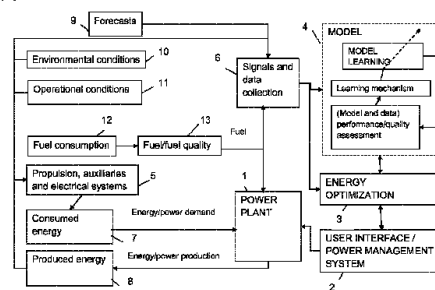 9
Forecasts
4
MODEL
MODEL
LEARNING
Environmental conditions
10
6
Signals and
data
collection
Operational conditions
11
Learning mechanism
12
13
Fuel
(Model and data)
performance/quality
assessment
Fuel consumption
Fuel/fuel quality
Propulsion, auxiliaries
and electrical systems
5
1
POWER
PLANT
ENERGY
OPTIMIZATION
3
Consumed
energy
7
Energy/power demand
USER INTERFACE /
POWER MANAGEMENT
SYSTEM
2
Produced energy
8
Energy/power production